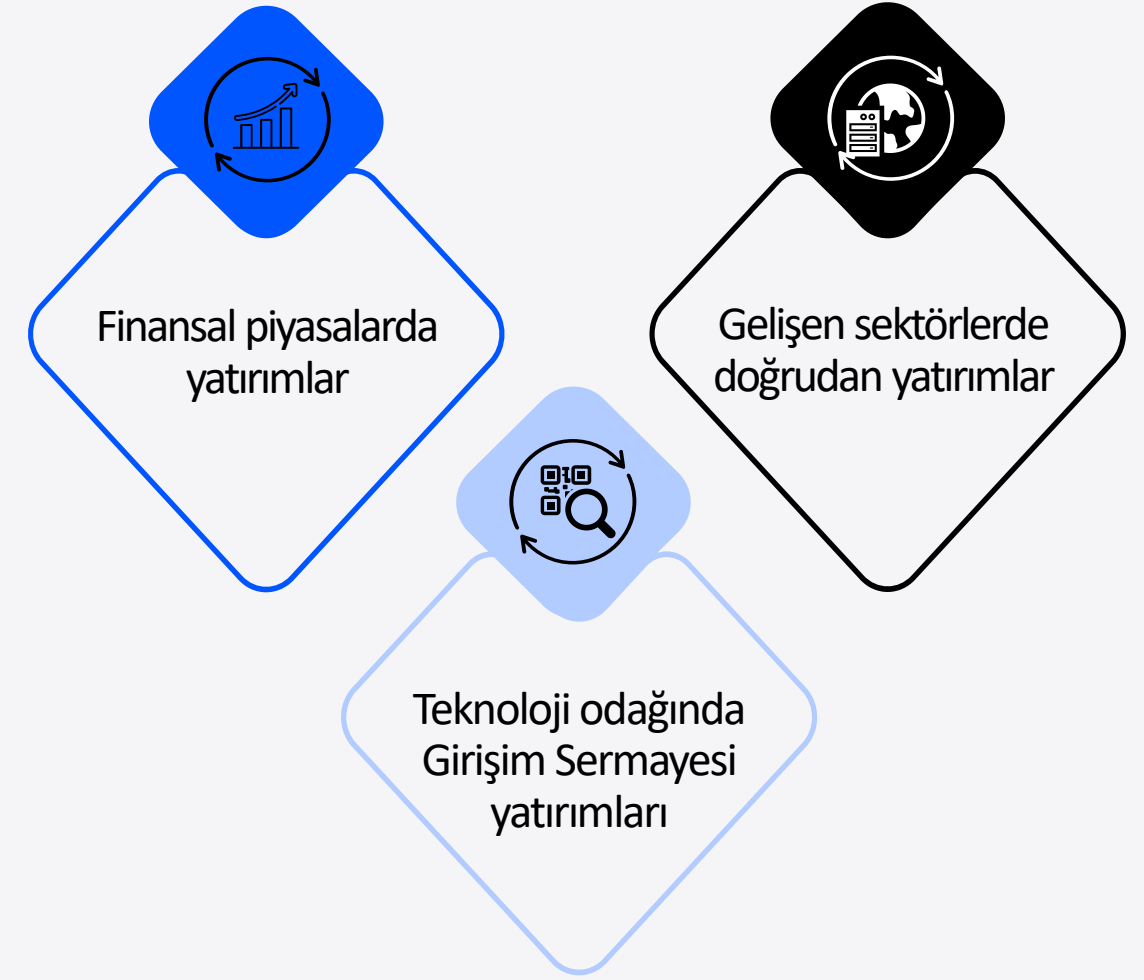 Finansal piyasalarda
yatırımlar
Gelişen sektörlerde
doğrudan yatırımlar
Teknoloji odağında
Girişim Sermayesi
yatırımları